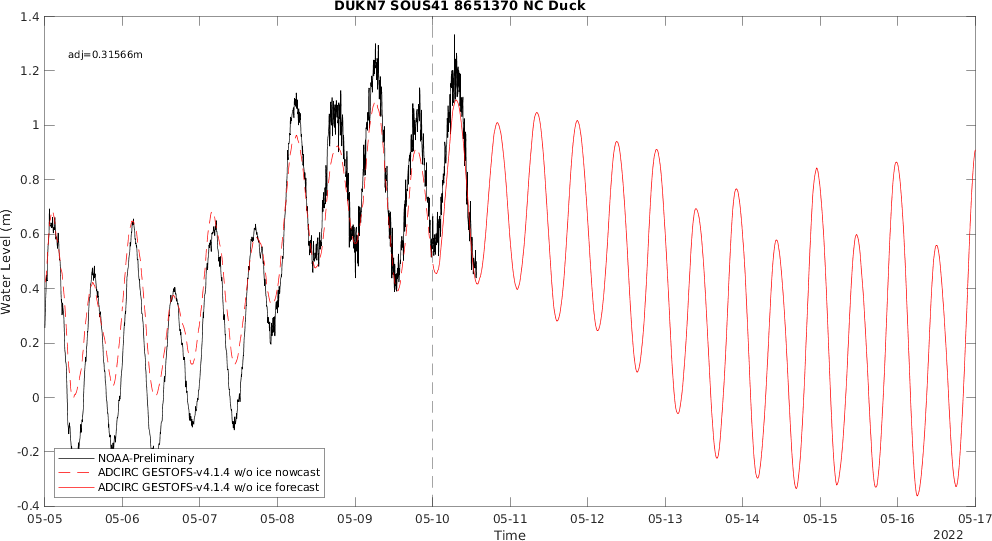 DUKN7 SOUS41 8651370 NC Duck
1.4
1.2
1
0.8
0.6
0.4
0.2
0
-0.2
-0.4
Water Level (m)
adj=0.31566m
NOAA-Preliminary
ADCIRC GESTOFS-v4.1.4 w/o ice nowcast
ADCIRC GESTOFS-v4.1.4 w/o ice forecast
05-05 05-06 05-07 05-08 05-09 05-10 05-11 05-12 05-13 05-14 05-15 05-16 05-17
Time
2022